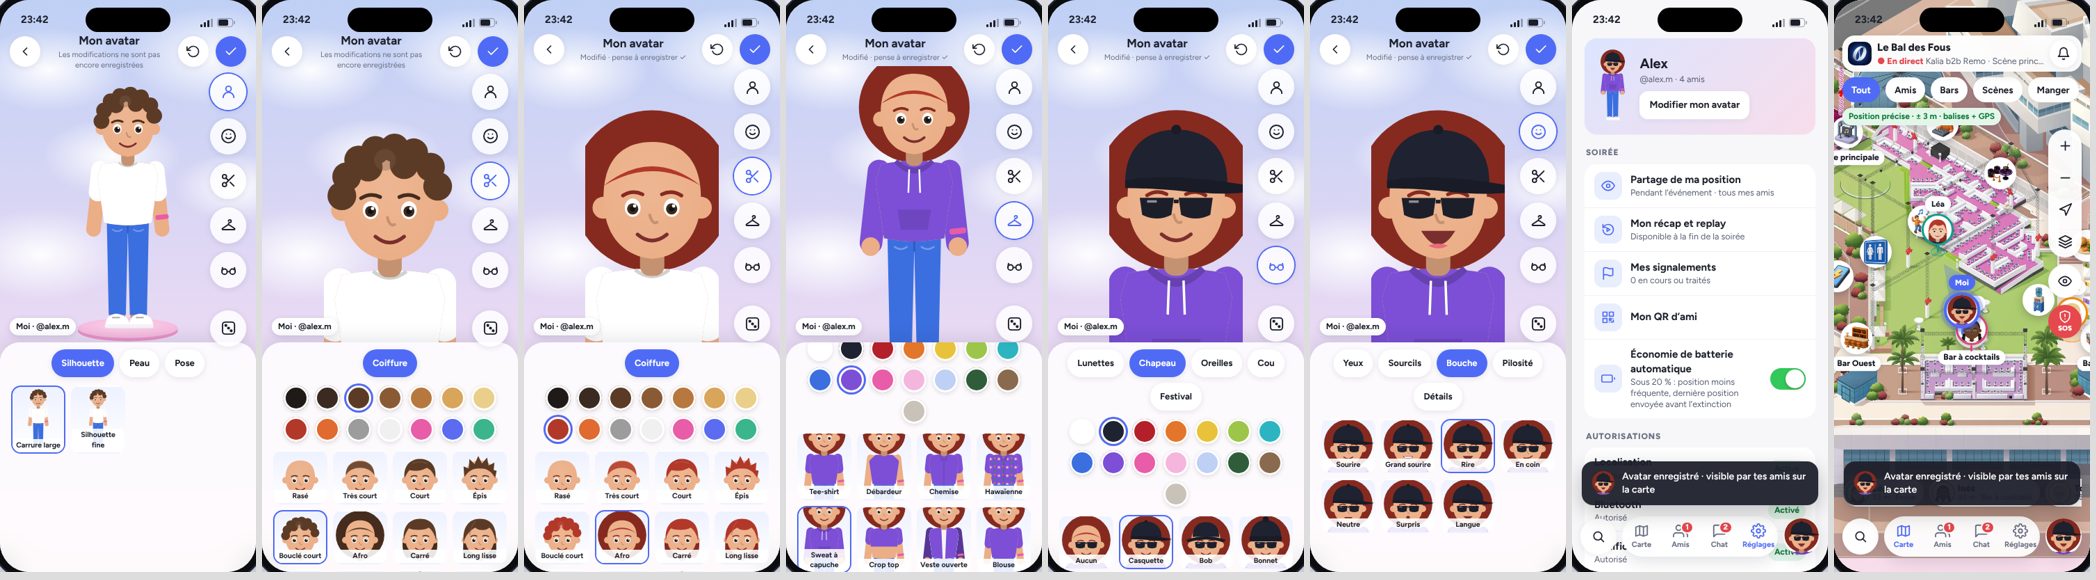 23:42
Mon avatar
Les modifications ne sont pas
encore enregistrées
Moi · @alex.m
Silhouette
Peau
Pose
Carrure large
Silhouette
fine
23:42
Mon avatar
Les modifications ne sont pas
encore enregistrées
Moi · @alex.m
Coiffure
Rasé
Très court
Court
Épis
Bouclé court
Afro
Carré
Long lisse
23:42
Mon avatar
Modifié · pense à enregistrer ✓
Moi · @alex.m
Coiffure
Rasé
Très court
Court
Épis
Bouclé court
Afro
Carré
Long lisse
23:42
Mon avatar
Modifié · pense à enregistrer ✓
Moi · @alex.m
Tee-shirt
Débardeur
Chemise
Hawaïenne
Sweat à
capuche
Crop top
Veste ouverte
Blouse
23:42
Mon avatar
Modifié · pense à enregistrer ✓
Moi · @alex.m
Lunettes
Chapeau
Oreilles
Cou
Festival
Aucun
Casquette
Bob
Bonnet
23:42
Mon avatar
Modifié · pense à enregistrer ✓
Moi · @alex.m
Yeux
Sourcils
Bouche
Pilosité
Détails
Sourire
Grand sourire
Rire
En coin
Neutre
Surpris
Langue
23:42
Alex
@alex.m · 4 amis
Modifier mon avatar
SOIRÉE
Partage de ma position
Pendant l'événement · tous mes amis
Mon récap et replay
Disponible à la fin de la soirée
Mes signalements
0 en cours ou traités
Mon QR d'ami
Économie de batterie
automatique
Sous 20 % : position moins
fréquente, dernière position
envoyée avant l'extinction
AUTORISATIONS
Localisation
Avatar enregistré · visible par tes amis sur
la carte
Bluetooth
Autorisé
Activé
Carte
Amis
1
Chat
2
Réglages
Autorisé
23:42
Le Bal des Fous
En direct Kalia b2b Remo · Scène princ...
Tout
Amis
Bars
Scènes
Manger
Position précise · ± 3 m · balises + GPS
e principale
Léa
Moi
SOS
Bar à cocktails
Bar Ouest
Ba
Avatar enregistré · visible par tes amis sur
la carte
Carte
Amis
1
Chat
2
Réglages